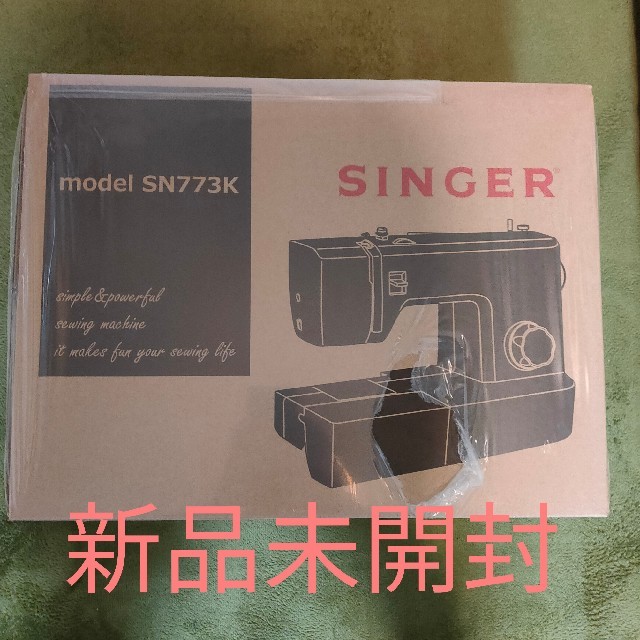 model SN773K
SINGER
simple&powerful
sewing machine
it makes fun your sewing life
新品未開封